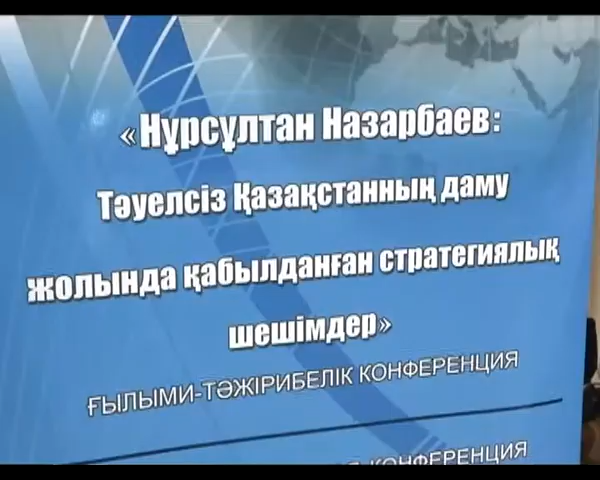 «Нұрсұлтан Назарбаев:
Тәуелсіз Қазақстанның даму
жолында қабылданған стратегиялық
шешімдер»
ҒЫЛЫМИ-ТӘЖІРИБЕЛІК КОНФЕРЕНЦИЯ
КОНФЕРЕНЦИЯ